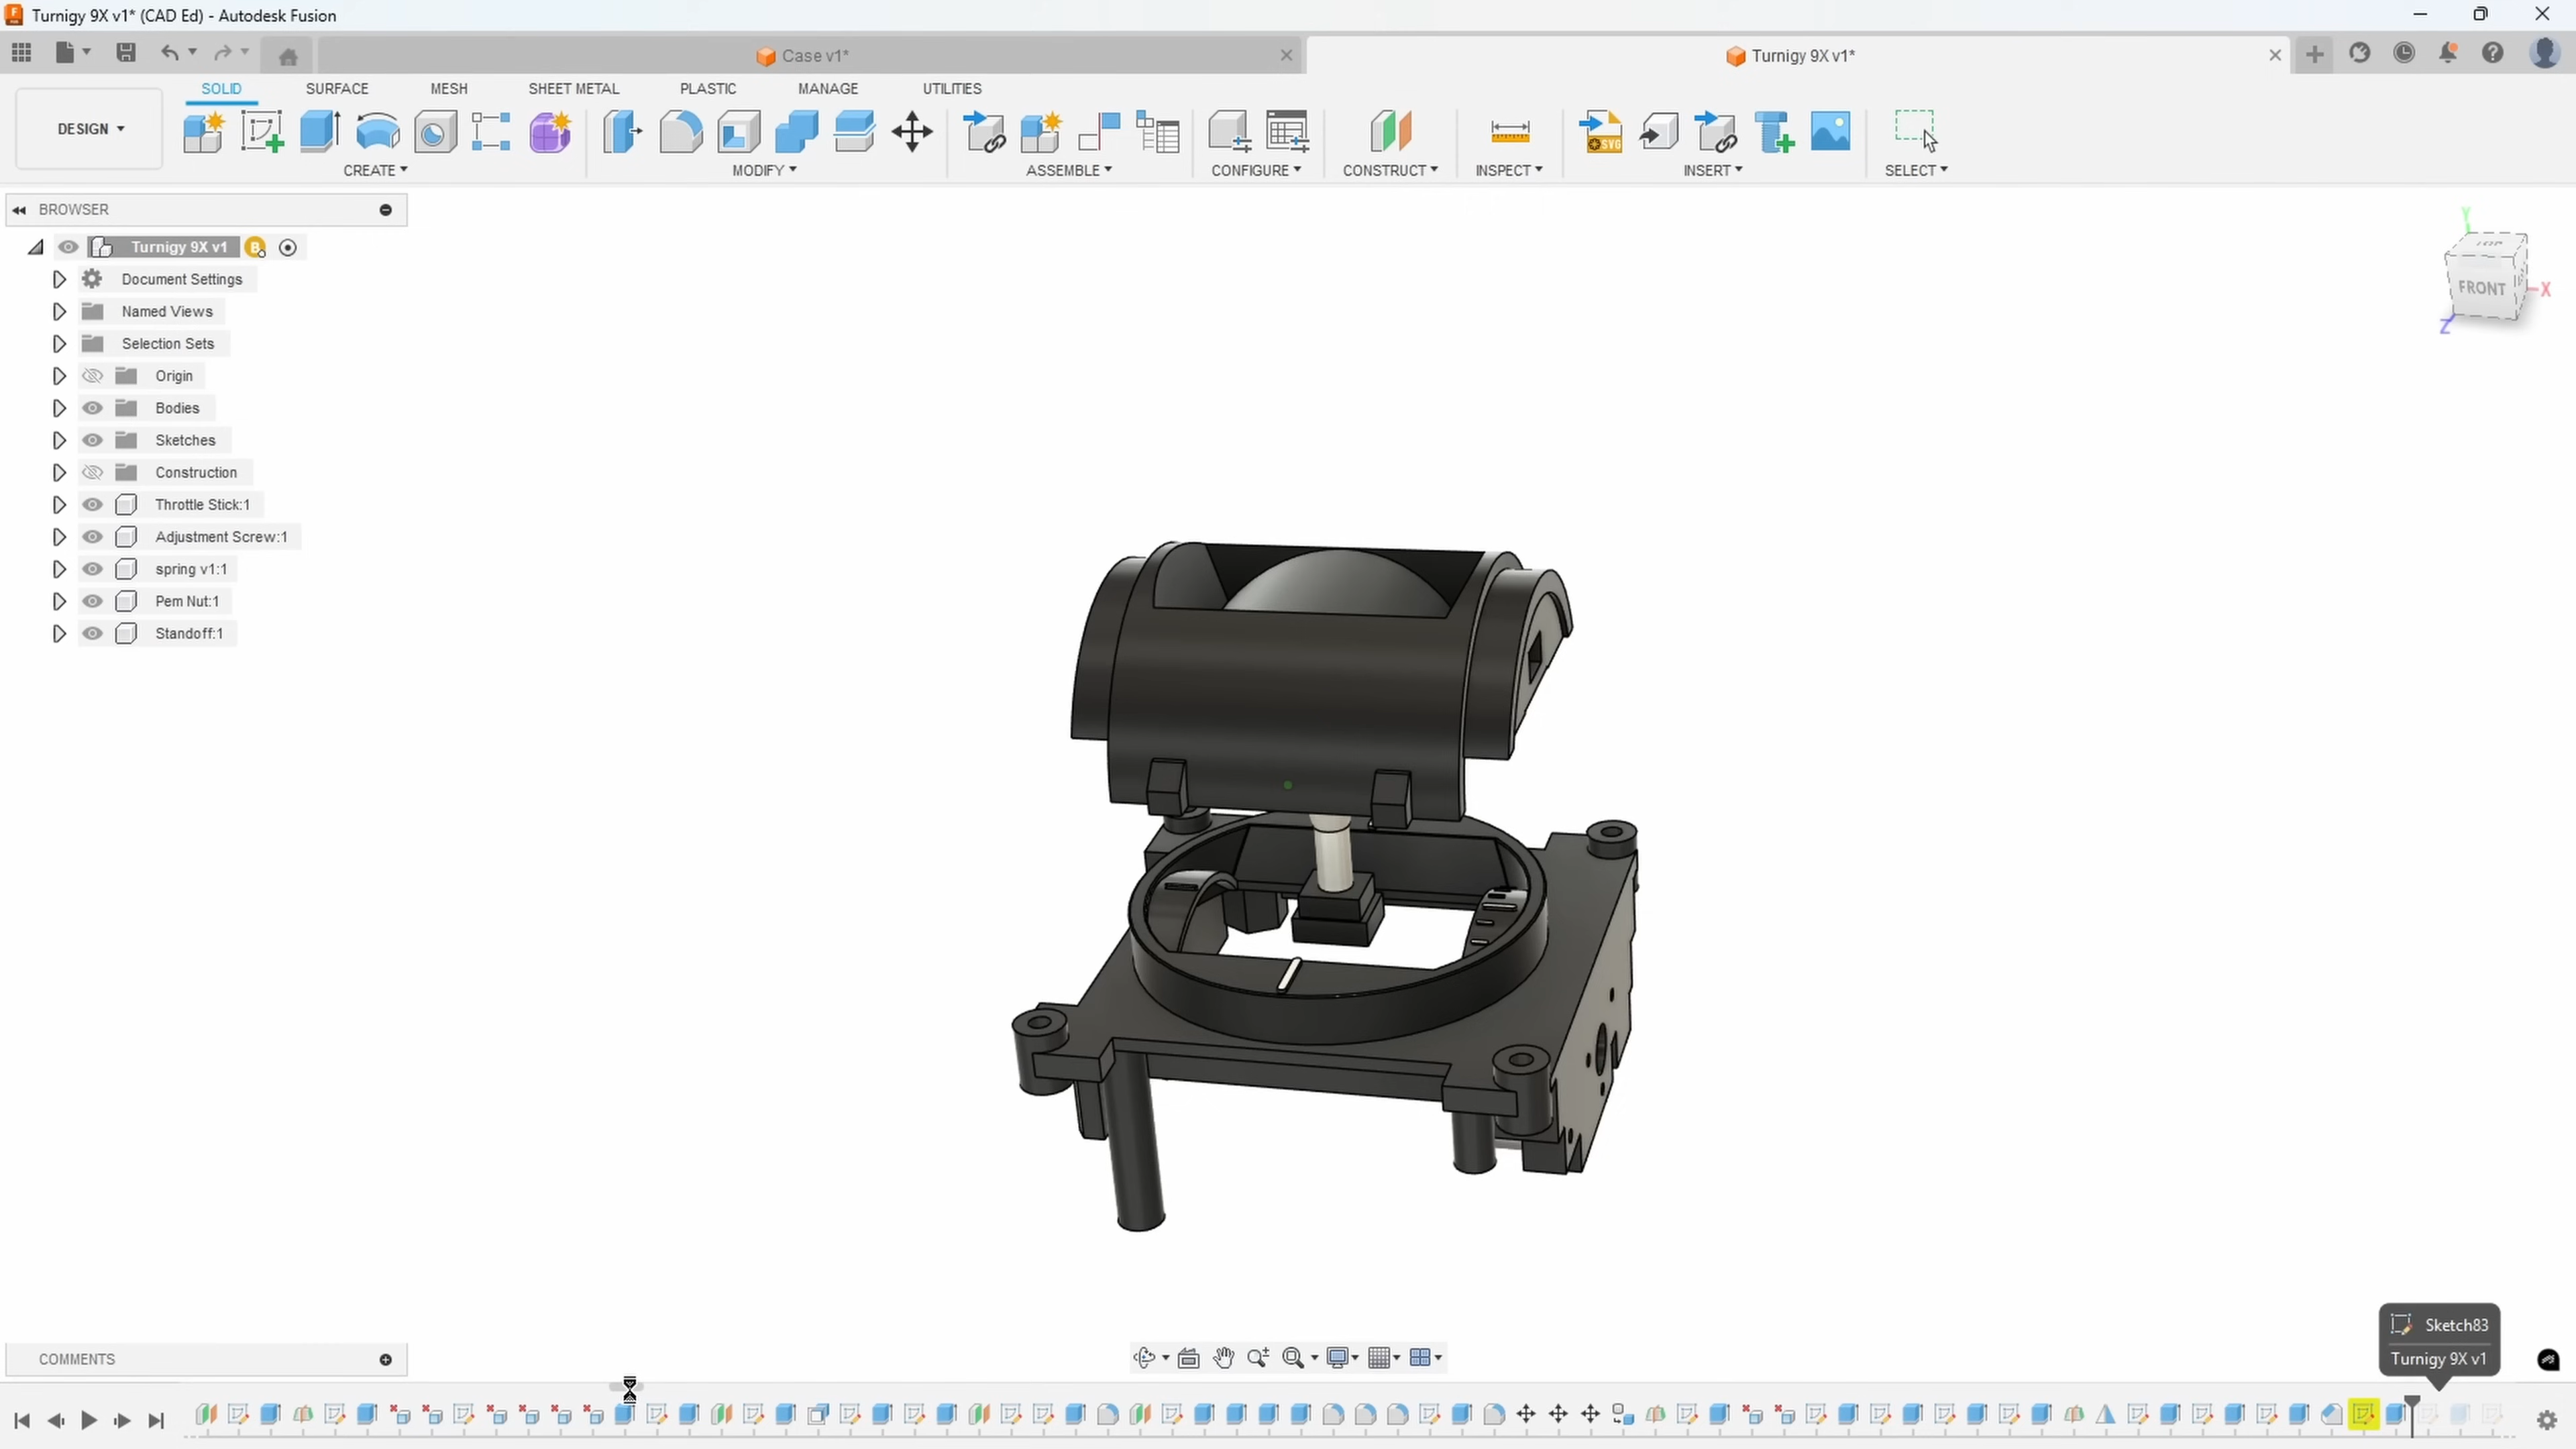 Turnigy 9X v1* (CAD Ed) - Autodesk Fusion
Case v1*
Turnigy 9X v1*
SOLID SURFACE MESH SHEET METAL PLASTIC MANAGE UTILITIES
DESIGN
SVG
CREATE MODIFY ASSEMBLE CONFIGURE CONSTRUCT INSPECT INSERT SELECT
BROWSER
Turnigy 9X v1 B
Document Settings
Named Views
Selection Sets
Origin
Bodies
Sketches
Construction
Throttle Stick:1
Adjustment Screw:1
spring v1:1
Pem Nut:1
Standoff:1
Y
TOP
FRONT
X
Z
Sketch83
Turnigy 9X v1
COMMENTS